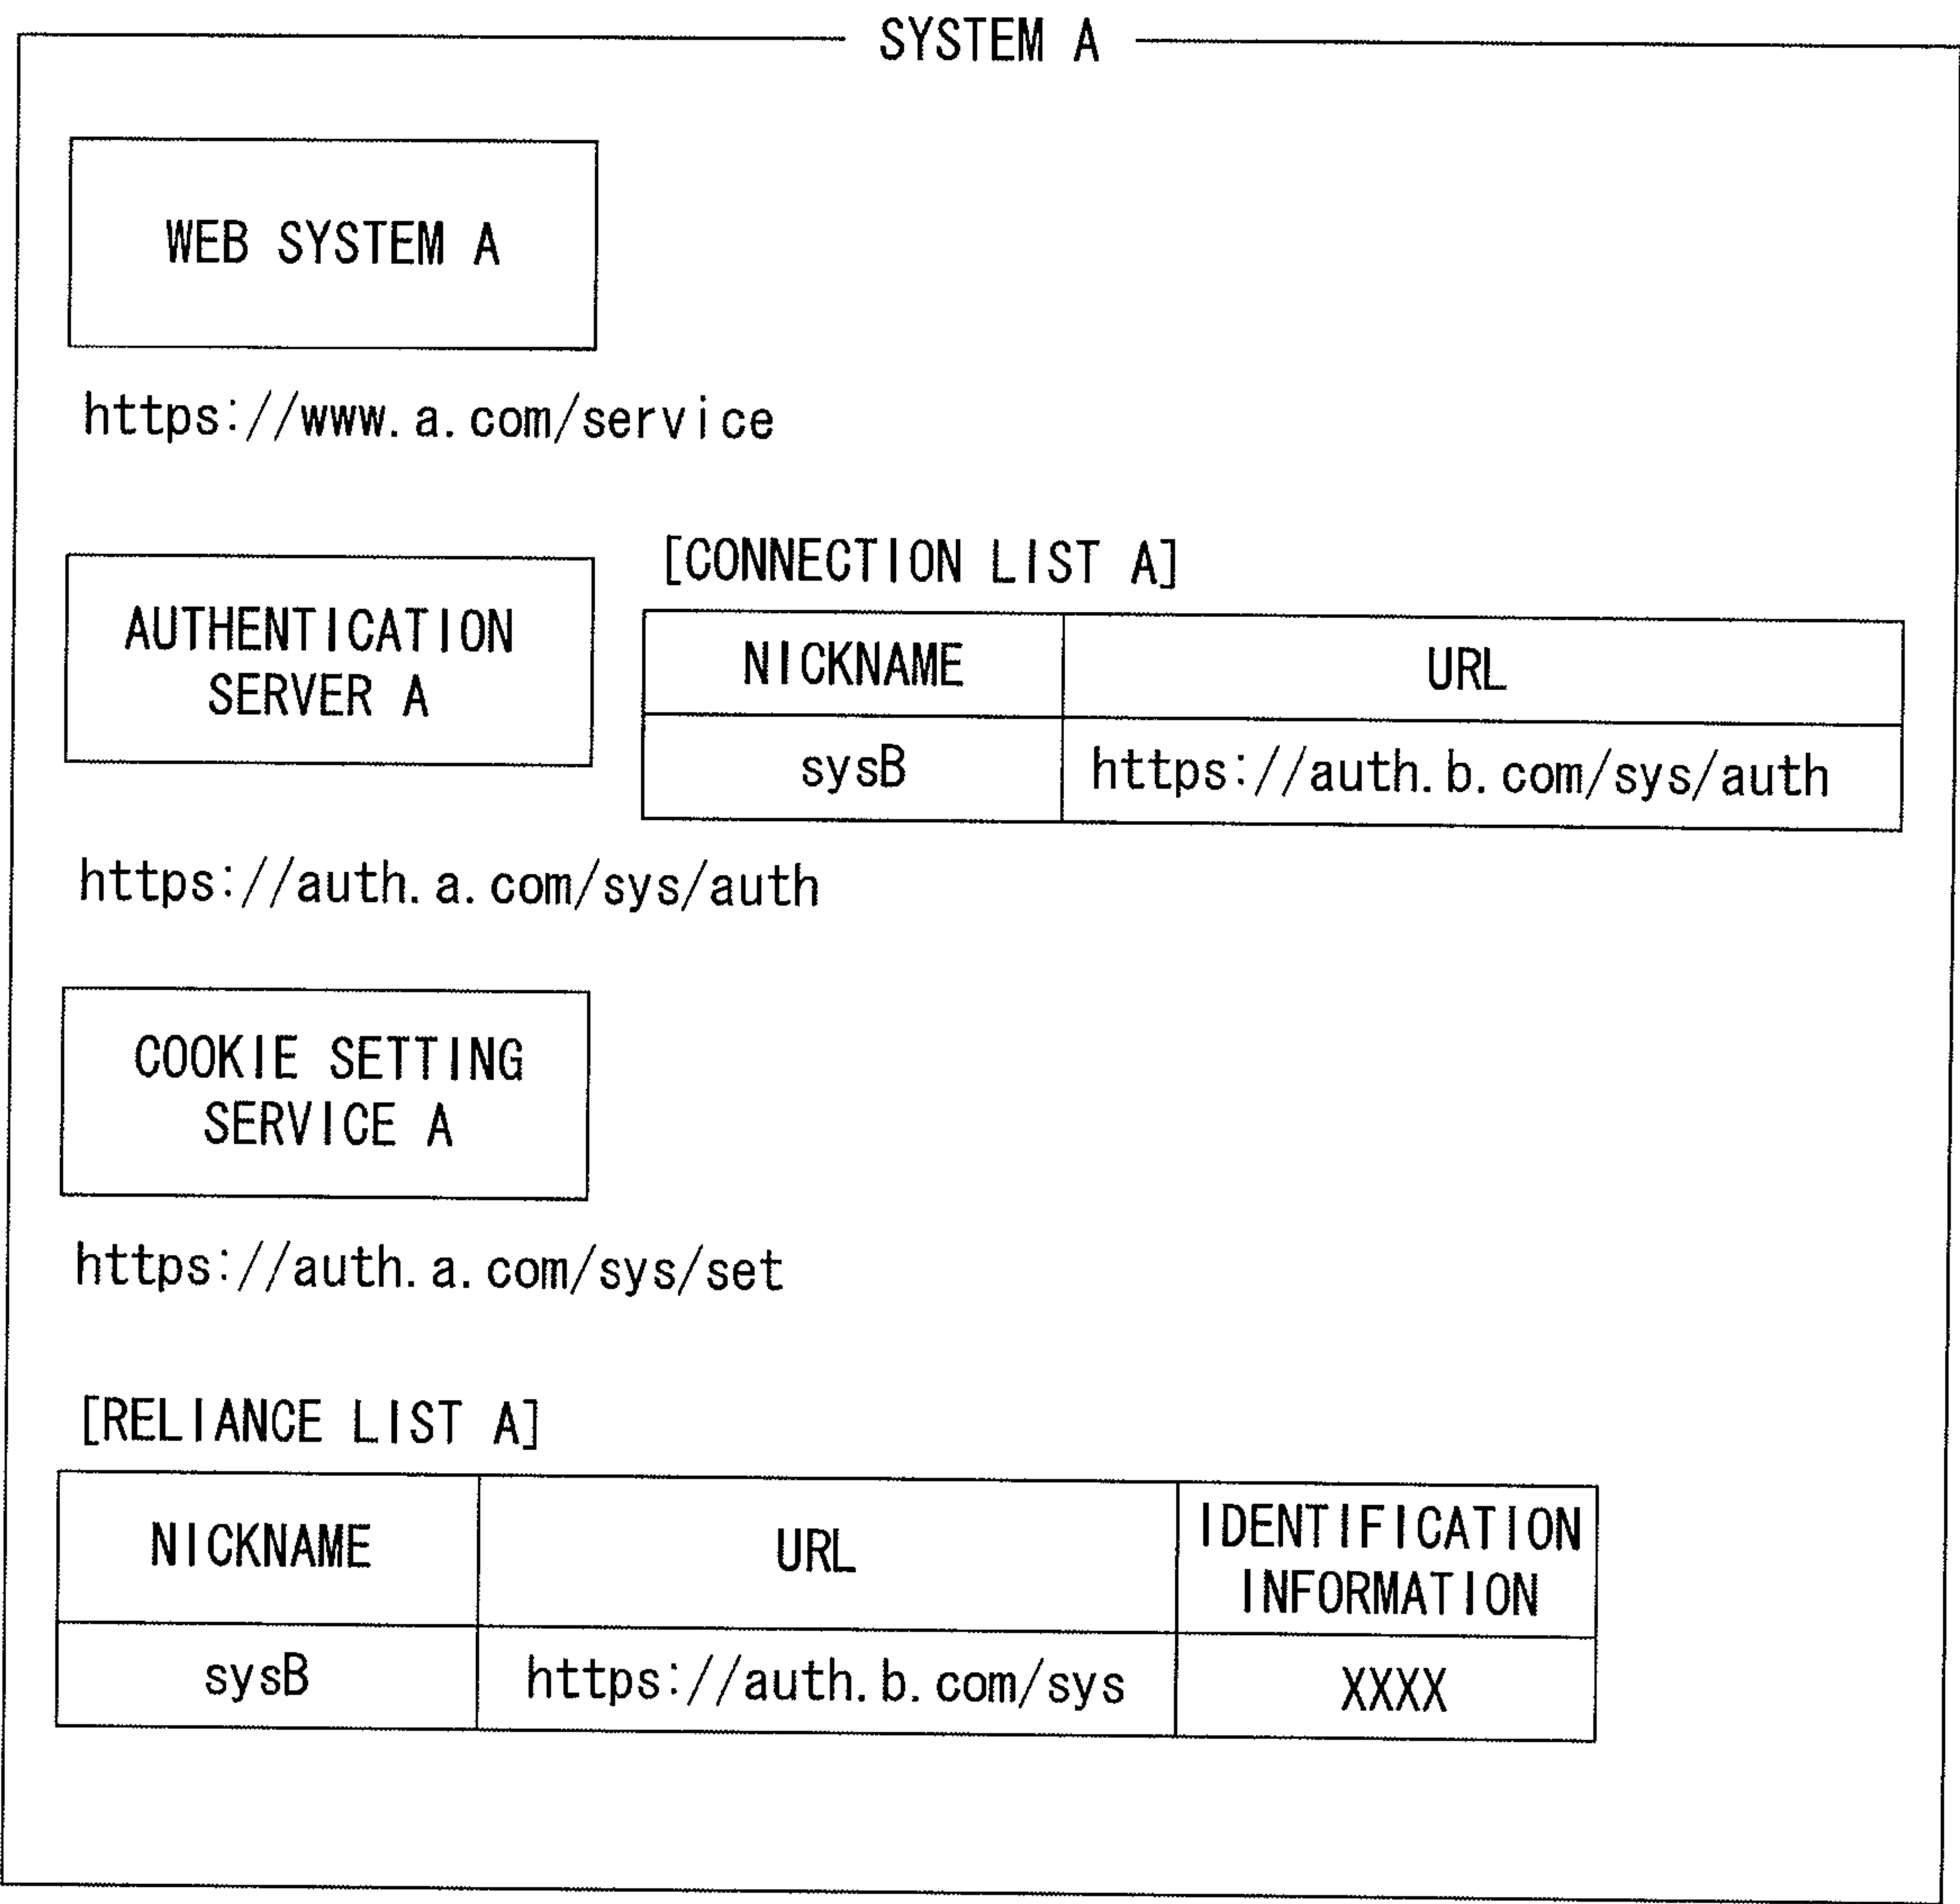 SYSTEM A
WEB SYSTEM A
https://www.a.com/service
AUTHENTICATION
SERVER A
https://auth.a.com/sys/auth
[CONNECTION LIST A]
NICKNAME URL
sysB https://auth.b.com/sys/auth
COOKIE SETTING
SERVICE A
https://auth.a.com/sys/set
[RELIANCE LIST A]
NICKNAME URL IDENTIFICATION
INFORMATION
sysB https://auth.b.com/sys XXXX